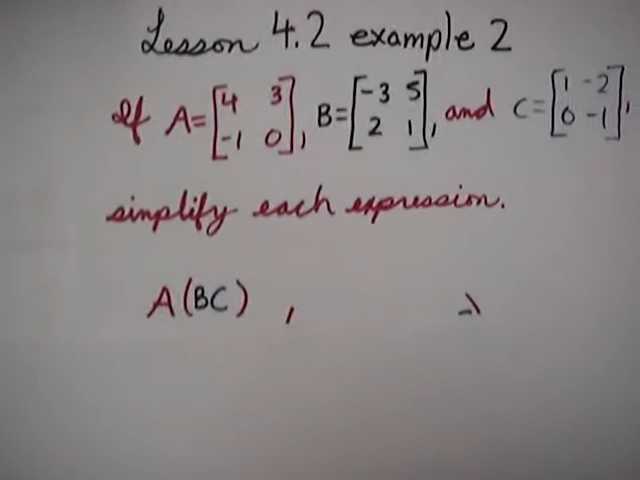 Lesson 4.2 example 2
If A=[4 3 -1 0], B=[-3 5 2 1], and C=[1 -2 0 -1],
simplify each expression.
A(BC) ,